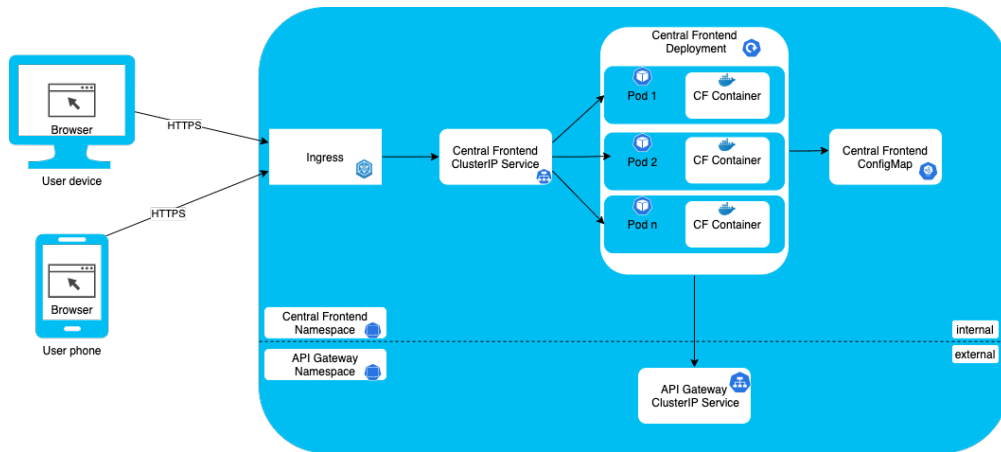 Browser
User device
HTTPS
HTTPS
Browser
User phone
Ingress
Central Frontend
ClusterIP Service
Central Frontend
Deployment
Pod 1
CF Container
Pod 2
CF Container
Pod n
CF Container
Central Frontend
ConfigMap
Central Frontend
Namespace
internal
API Gateway
Namespace
external
API Gateway
ClusterIP Service